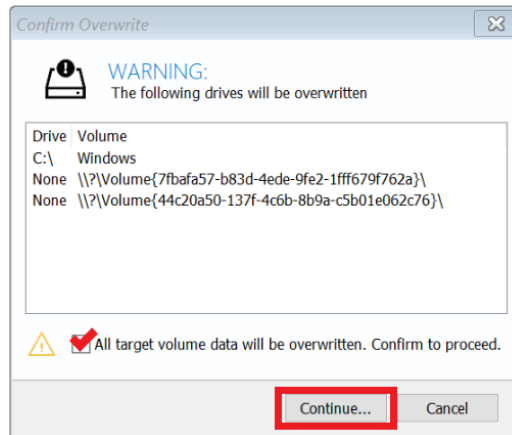 Confirm Overwrite
WARNING:
The following drives will be overwritten
Drive Volume
C:\ Windows
None \\?\Volume{7fbafa57-b83d-4ede-9fe2-1fff679f762a}\
None \\?\Volume{44c20a50-137f-4c6b-8b9a-c5b01e062c76}\
All target volume data will be overwritten. Confirm to proceed.
Continue... Cancel